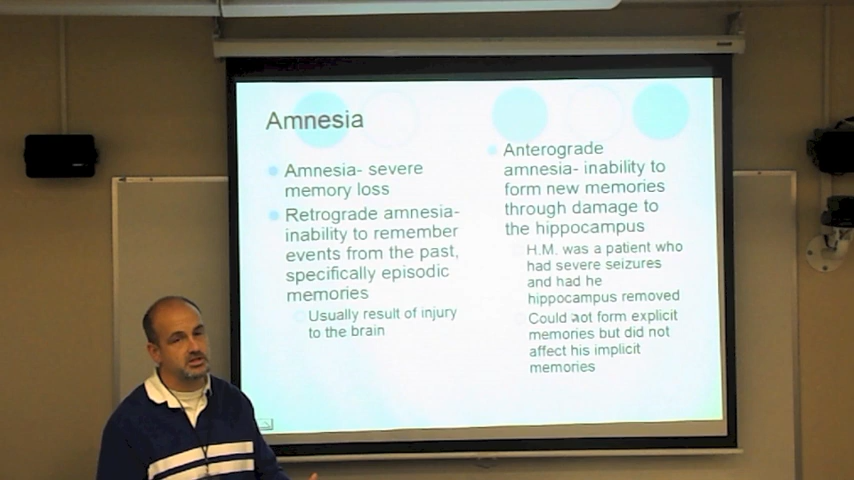 Amnesia
Amnesia- severe
memory loss
Retrograde amnesia-
inability to remember
events from the past,
specifically episodic
memories
Usually result of injury
to the brain
Anterograde
amnesia- inability to
form new memories
through damage to
the hippocampus
H.M. was a patient who
had severe seizures
and had he
hippocampus removed
Could not form explicit
memories but did not
affect his implicit
memories